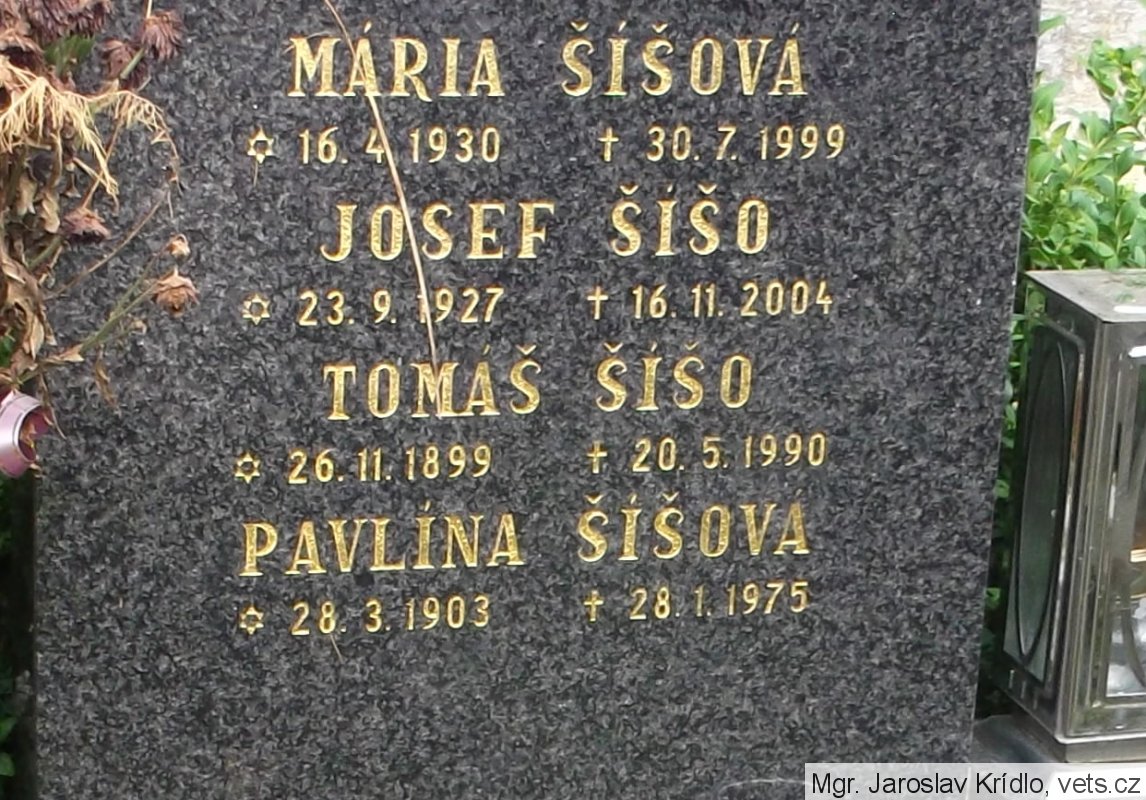 MÁRIA ŠÍŠOVÁ
✡ 16. 4. 1930 † 30. 7. 1999
JOSEF ŠÍŠO
✡ 23. 9. 1927 † 16. 11. 2004
TOMÁŠ ŠÍŠO
✡ 26. 11. 1899 † 20. 5. 1990
PAVLÍNA ŠÍŠOVÁ
✡ 28. 3. 1903 † 28. 1. 1975
Mgr. Jaroslav Krídlo, vets.cz